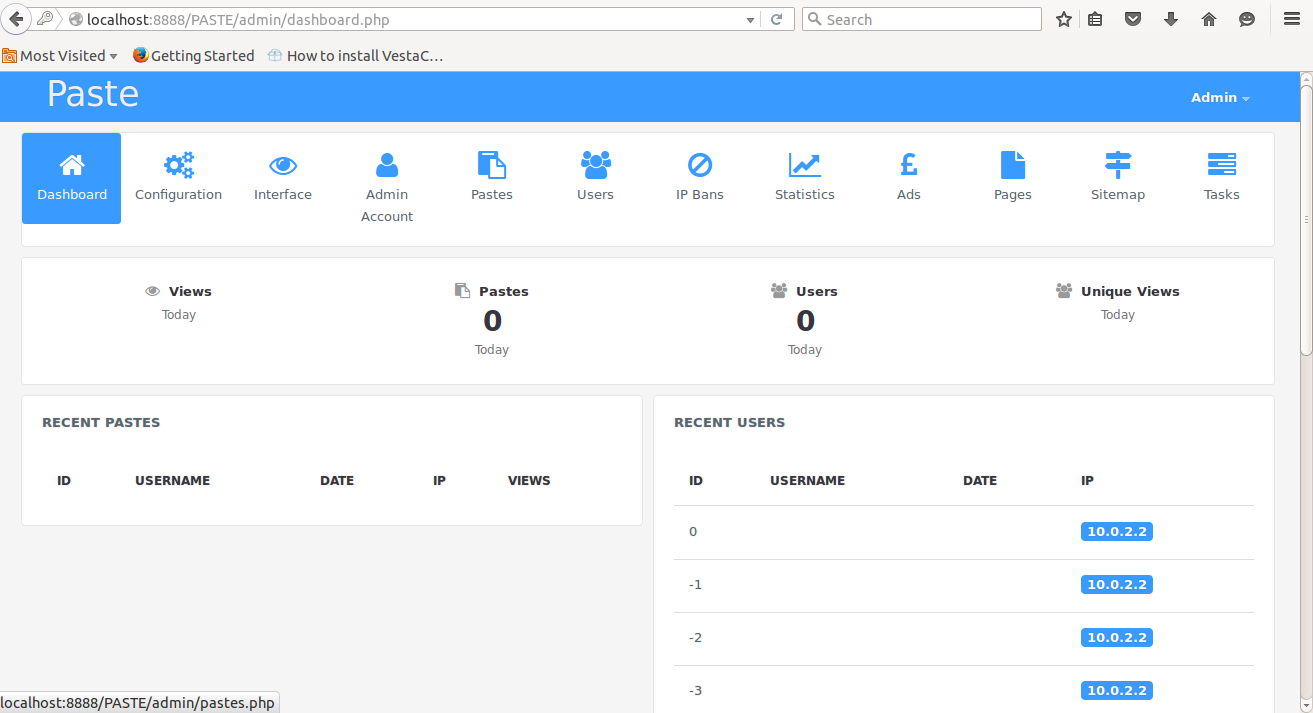 localhost:8888/PASTE/admin/dashboard.php
Search
Most Visited
Getting Started
How to install VestaC…
Paste
Admin
Dashboard
Configuration
Interface
Admin
Account
Pastes
Users
IP Bans
Statistics
Ads
Pages
Sitemap
Tasks
Views
Today
Pastes
0
Today
Users
0
Today
Unique Views
Today
RECENT PASTES
ID USERNAME DATE IP VIEWS
RECENT USERS
ID USERNAME DATE IP
0 10.0.2.2
-1 10.0.2.2
-2 10.0.2.2
-3 10.0.2.2
localhost:8888/PASTE/admin/pastes.php